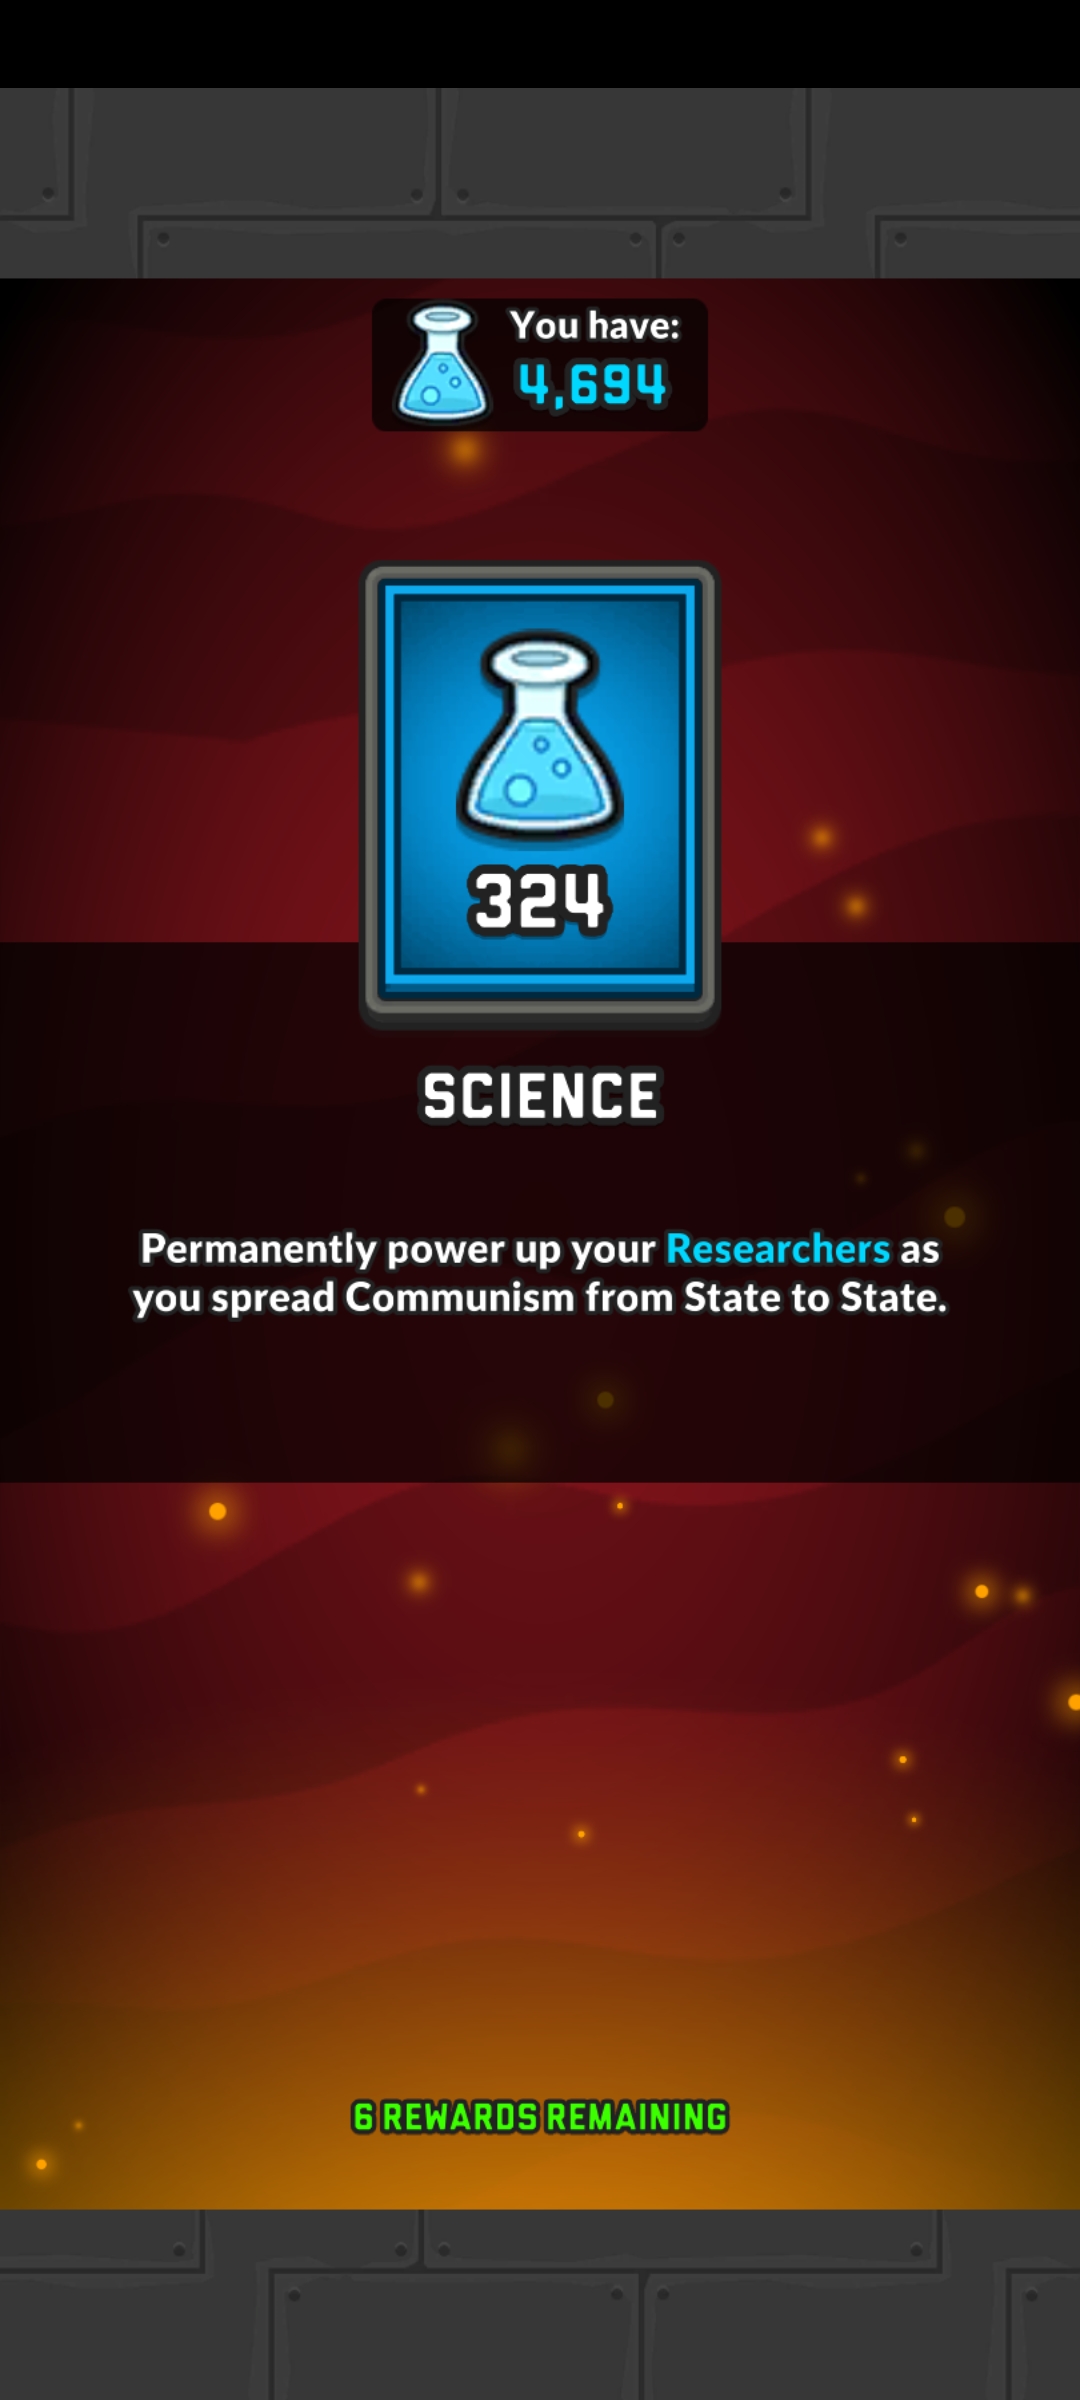 You have:
4,694
324
SCIENCE
Permanently power up your Researchers as
you spread Communism from State to State.
6 REWARDS REMAINING